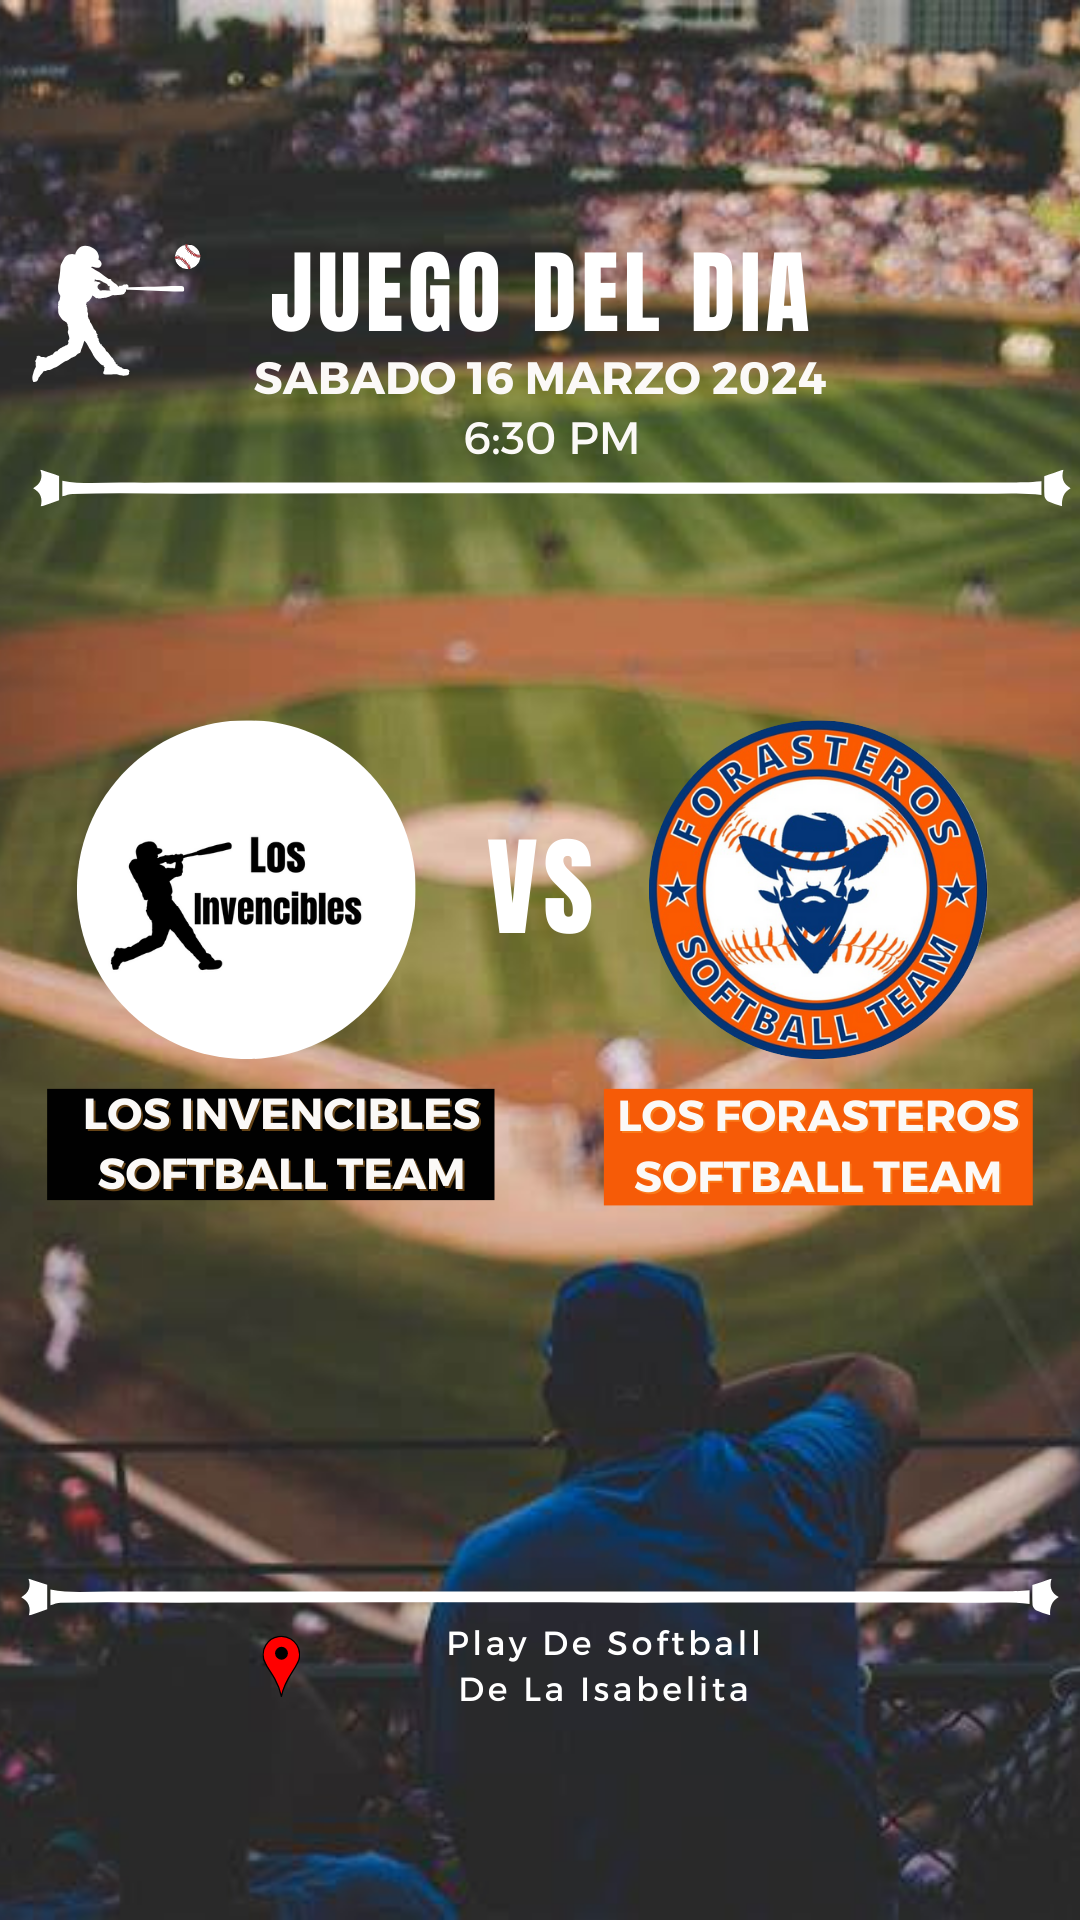 JUEGO DEL DIA
SABADO 16 MARZO 2024
6:30 PM
Los
Invencibles
VS
FORASTEROS
SOFTBALL TEAM
LOS INVENCIBLES
SOFTBALL TEAM
LOS FORASTEROS
SOFTBALL TEAM
Play De Softball
De La Isabelita